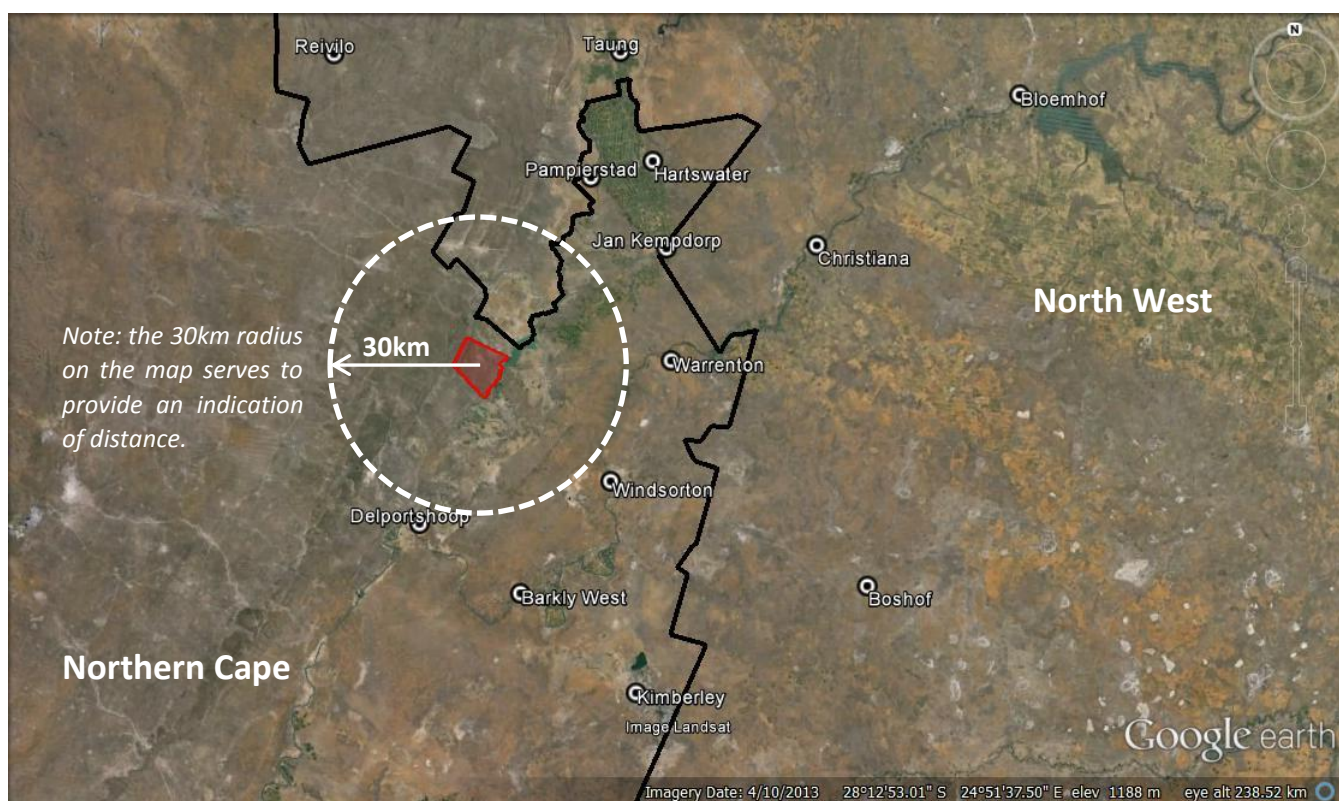 N
Reivilo
Taung
Bloemhof
Pampierstad
Hartswater
Jan Kempdorp
Christiana
North West
Note: the 30km radius
on the map serves to
provide an indication
of distance.
30km
Warrenton
Windsorton
Delportshoop
Barkly West
Boshof
Northern Cape
Kimberley
Image Landsat
Google earth
Imagery Date: 4/10/2013 28°12'53.01" S 24°51'37.50" E elev 1188 m eye alt 238.52 km